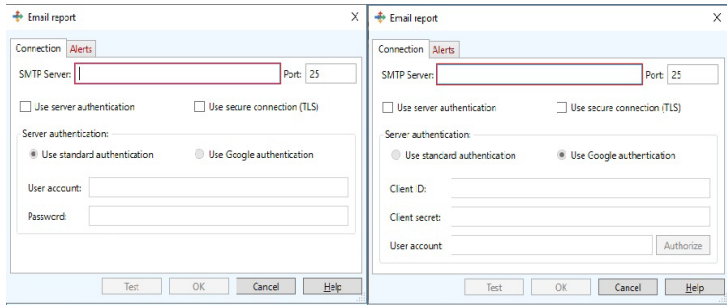 Email report X
Connection Alerts
SMTP Server: Port: 25
Use server authentication Use secure connection (TLS)
Server authentication:
Use standard authentication Use Google authentication
User account:
Password:
Test OK Cancel Help
Email report X
Connection Alerts
SMTP Server: Port: 25
Use server authentication Use secure connection (TLS)
Server authentication:
Use standard authentication Use Google authentication
Client ID:
Client secret:
User account Authorize
Test OK Cancel Help